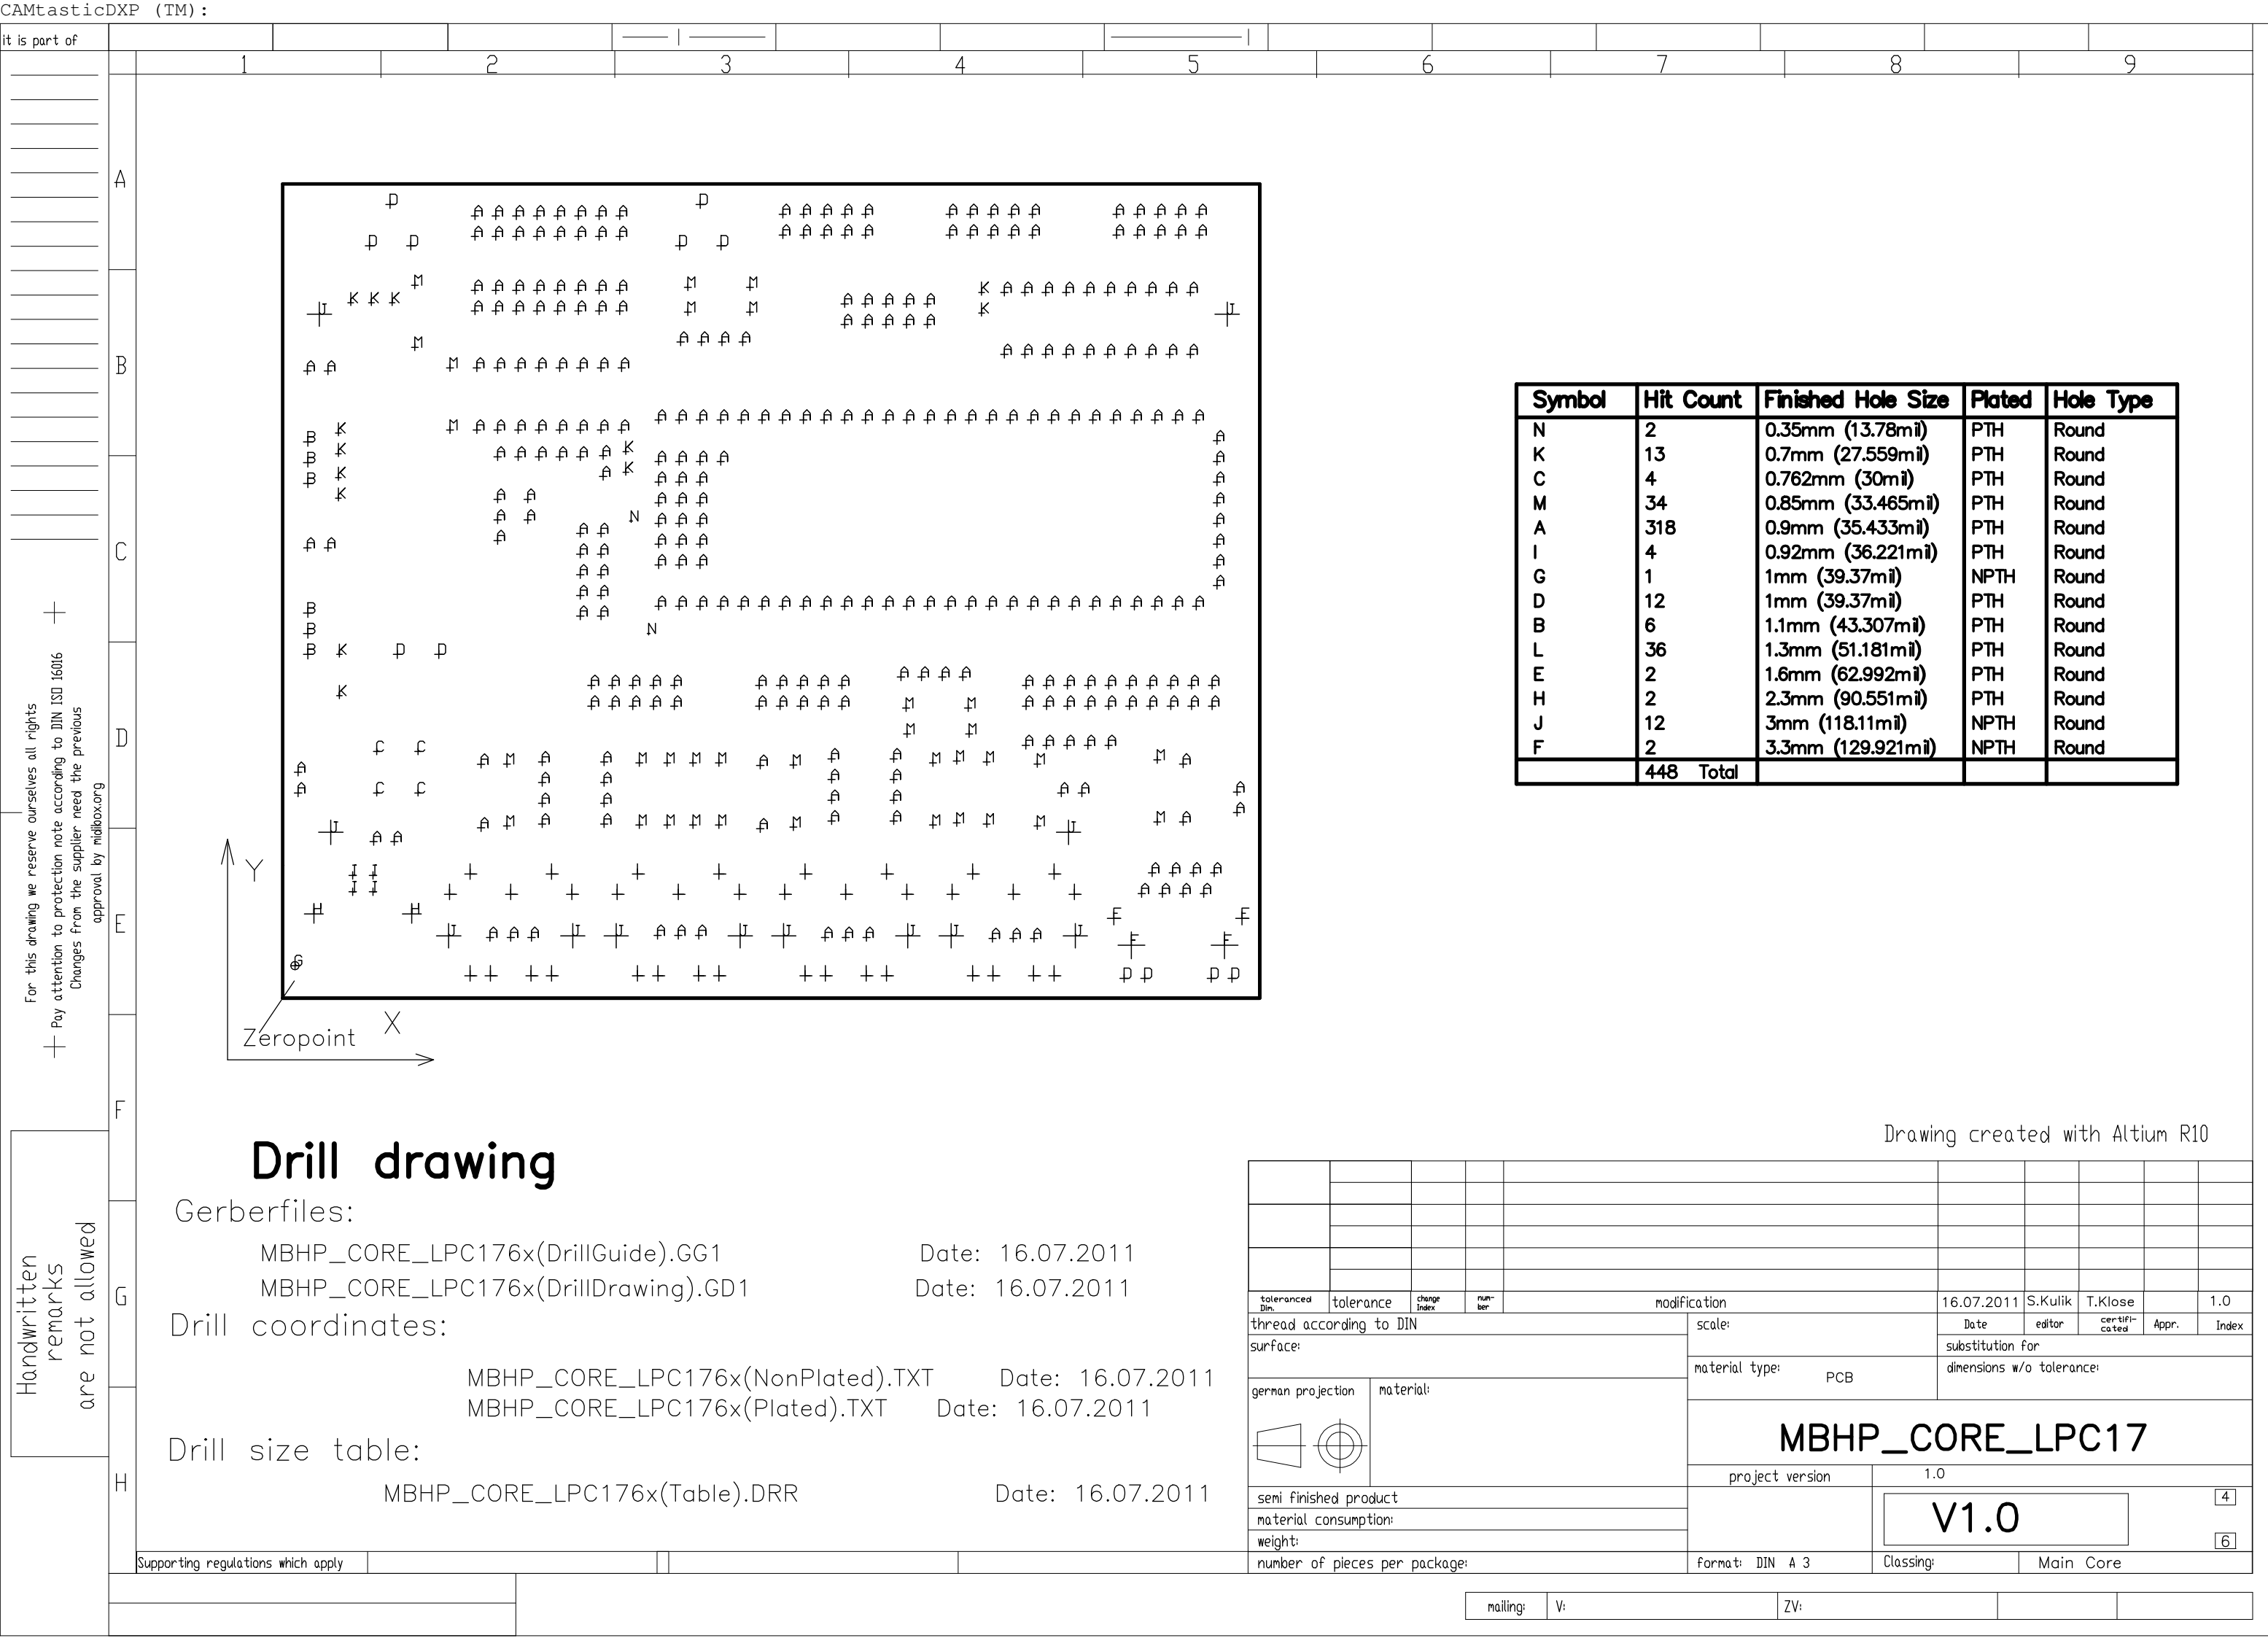 CAMtasticDXP (TM):
it is part of
1 2 3 4 5 6 7 8 9
A
B
C
D
E
F
G
H
For this drawing we reserve ourselves all rights
Pay attention to protection note according to DIN ISO 16016
Changes from the supplier need the previous
approval by midibox.org
Handwritten
remarks
are not allowed
Y
X
Zeropoint
Symbol Hit Count Finished Hole Size Plated Hole Type
N 2 0.35mm (13.78mil) PTH Round
K 13 0.7mm (27.559mil) PTH Round
C 4 0.762mm (30mil) PTH Round
M 34 0.85mm (33.465mil) PTH Round
A 318 0.9mm (35.433mil) PTH Round
I 4 0.92mm (36.221mil) PTH Round
G 1 1mm (39.37mil) NPTH Round
D 12 1mm (39.37mil) PTH Round
B 6 1.1mm (43.307mil) PTH Round
L 36 1.3mm (51.181mil) PTH Round
E 2 1.6mm (62.992mil) PTH Round
H 2 2.3mm (90.551mil) PTH Round
J 12 3mm (118.11mil) NPTH Round
F 2 3.3mm (129.921mil) NPTH Round
448 Total
Drill drawing
Gerberfiles:
MBHP_CORE_LPC176x(DrillGuide).GG1 Date: 16.07.2011
MBHP_CORE_LPC176x(DrillDrawing).GD1 Date: 16.07.2011
Drill coordinates:
MBHP_CORE_LPC176x(NonPlated).TXT Date: 16.07.2011
MBHP_CORE_LPC176x(Plated).TXT Date: 16.07.2011
Drill size table:
MBHP_CORE_LPC176x(Table).DRR Date: 16.07.2011
Supporting regulations which apply
Drawing created with Altium R10
toleranced Dim. tolerance change Index num-ber modification 16.07.2011 S.Kulik T.Klose 1.0
Date editor certifi-cated Appr. Index
thread according to DIN
scale:
substitution for
surface:
material type: PCB
dimensions w/o tolerance:
german projection
material:
MBHP_CORE_LPC17
project version 1.0
semi finished product
material consumption:
weight:
number of pieces per package:
V1.0
4
6
format: DIN A 3
Classing: Main Core
mailing: V: ZV: